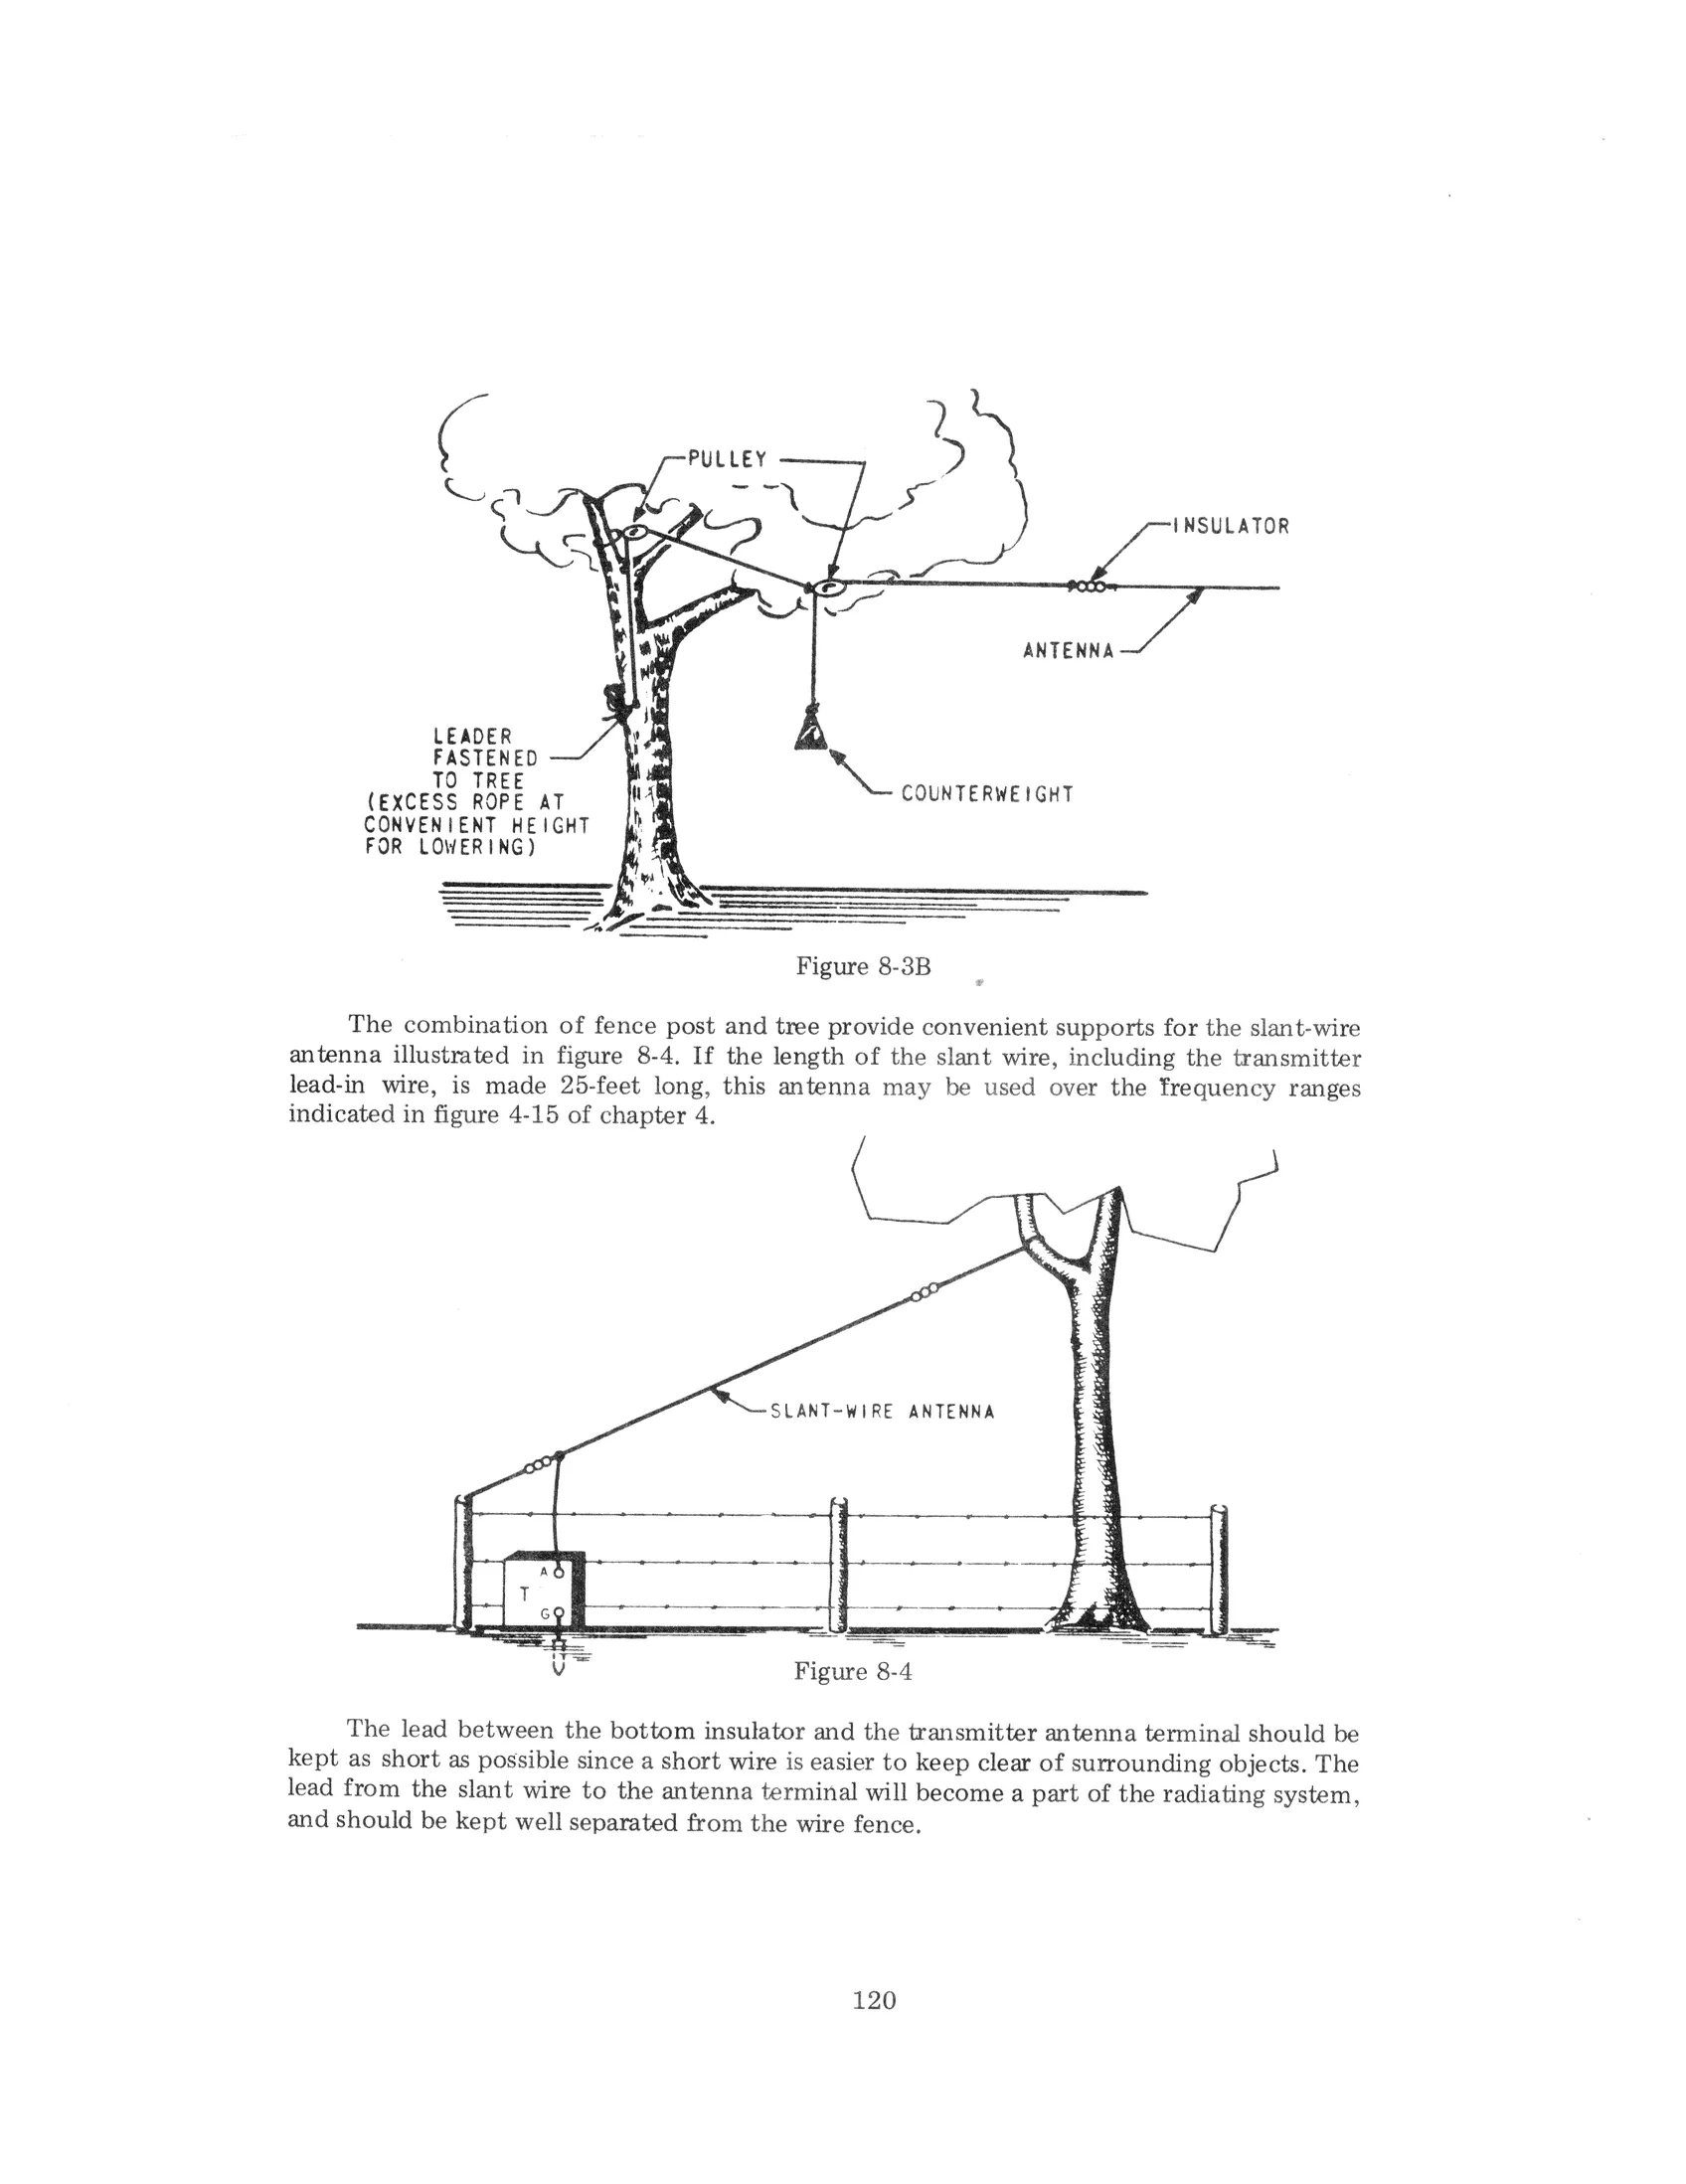 PULLEY
INSULATOR
ANTENNA
LEADER
FASTENED
TO TREE
(EXCESS ROPE AT
CONVENIENT HEIGHT
FOR LOWERING)
COUNTERWEIGHT
Figure 8-3B
The combination of fence post and tree provide convenient supports for the slant-wire
antenna illustrated in figure 8-4. If the length of the slant wire, including the transmitter
lead-in wire, is made 25-feet long, this antenna may be used over the frequency ranges
indicated in figure 4-15 of chapter 4.
SLANT-WIRE ANTENNA
A
T
G
Figure 8-4
The lead between the bottom insulator and the transmitter antenna terminal should be
kept as short as possible since a short wire is easier to keep clear of surrounding objects. The
lead from the slant wire to the antenna terminal will become a part of the radiating system,
and should be kept well separated from the wire fence.
120